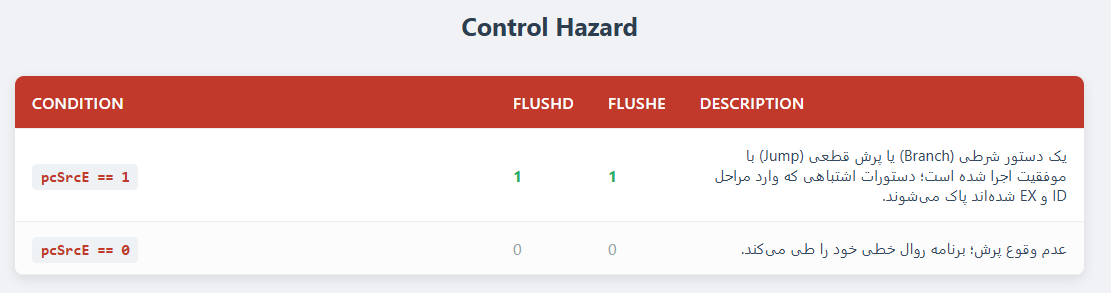 Control Hazard
CONDITION FLUSHD FLUSHE DESCRIPTION
pcSrcE == 1 1 1 یک دستور شرطی (Branch) یا پرش قطعی (Jump) با
موفقیت اجرا شده است؛ دستورات اشتباهی که وارد مراحل
ID و EX شده‌اند پاک می‌شوند.
pcSrcE == 0 0 0 عدم وقوع پرش؛ برنامه روال خطی خود را طی می‌کند.